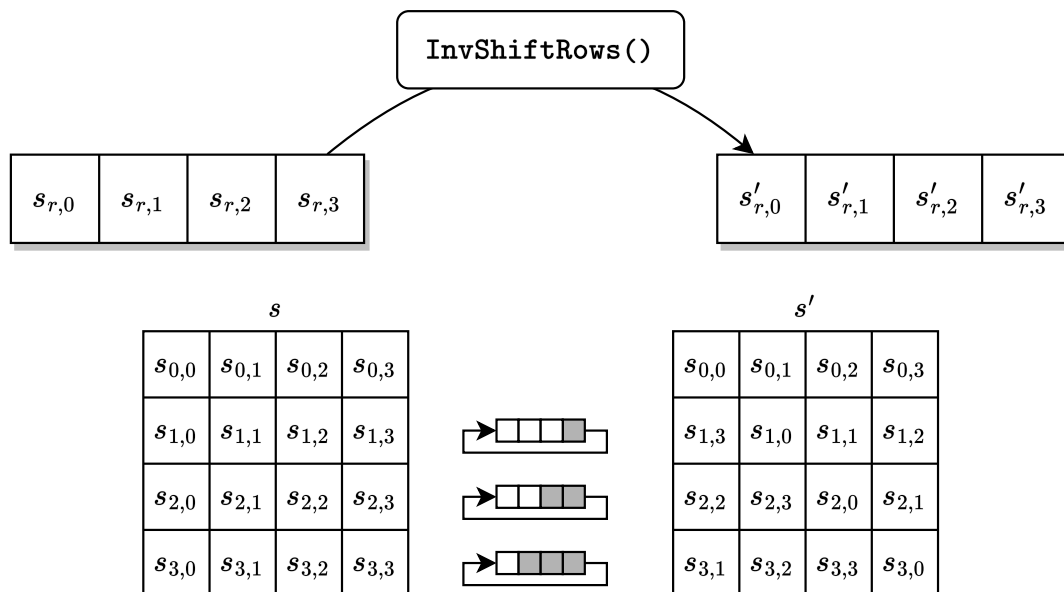 InvShiftRows()
s_{r,0} s_{r,1} s_{r,2} s_{r,3} s'_{r,0} s'_{r,1} s'_{r,2} s'_{r,3}
s s'
s_{0,0} s_{0,1} s_{0,2} s_{0,3} s_{0,0} s_{0,1} s_{0,2} s_{0,3}
s_{1,0} s_{1,1} s_{1,2} s_{1,3} s_{1,3} s_{1,0} s_{1,1} s_{1,2}
s_{2,0} s_{2,1} s_{2,2} s_{2,3} s_{2,2} s_{2,3} s_{2,0} s_{2,1}
s_{3,0} s_{3,1} s_{3,2} s_{3,3} s_{3,1} s_{3,2} s_{3,3} s_{3,0}